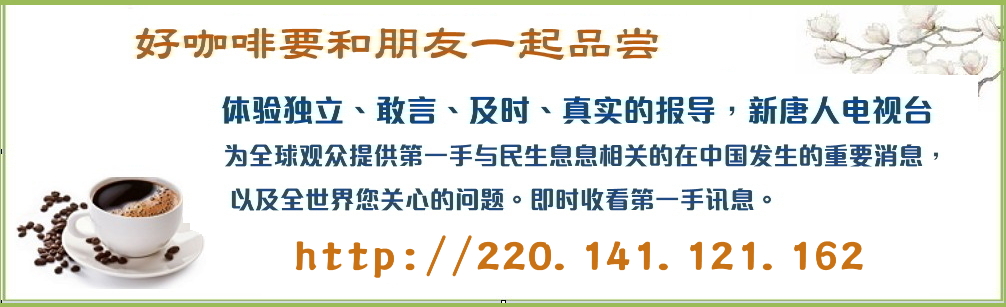 好咖啡要和朋友一起品尝
体验独立、敢言、及时、真实的报导，新唐人电视台
为全球观众提供第一手与民生息息相关的在中国发生的重要消息，
以及全世界您关心的问题。即时收看第一手讯息。
http://220.141.121.162